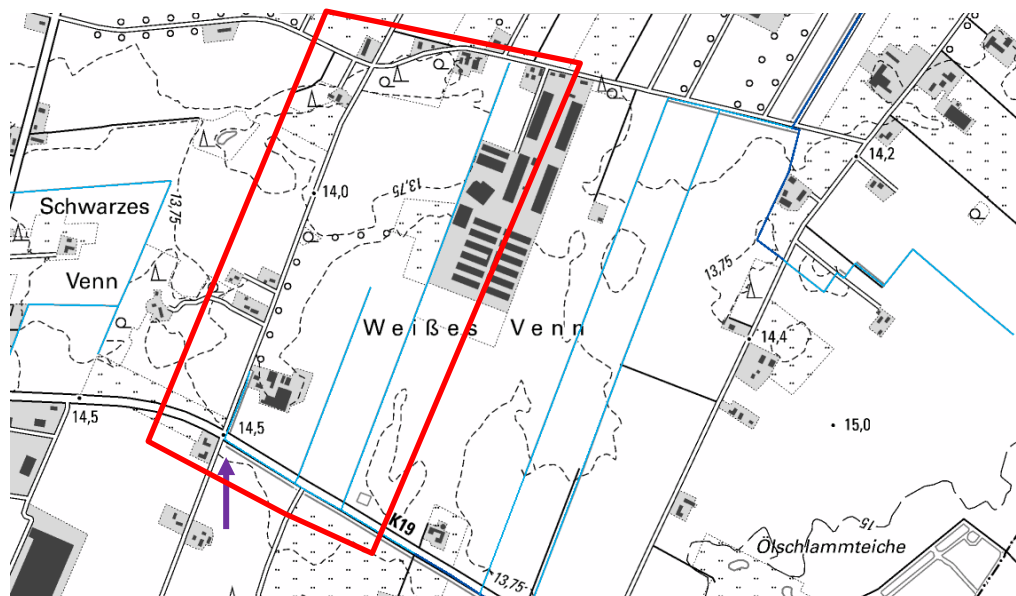 14,2
14,0
13,75
Schwarzes
13,75
Venn
13,75
Weißes Venn
14,4
14,5
14,5
15,0
K19
15
Ölschlammteiche
13,75